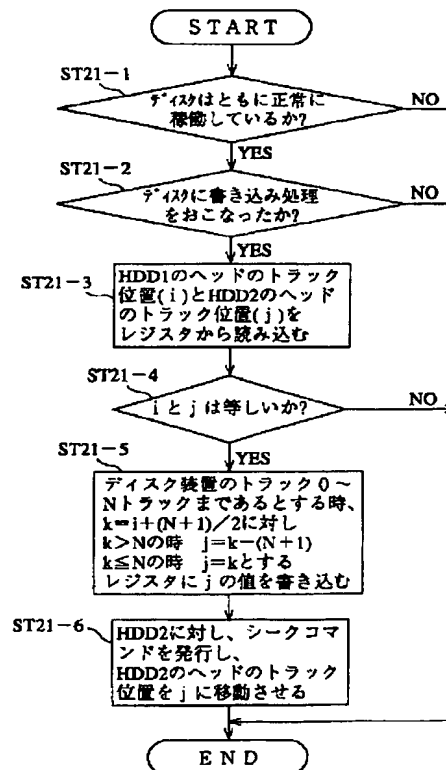 START
ST21-1
ディスクはともに正常に
稼働しているか?
NO
YES
ST21-2
ディスクに書き込み処理
をおこなったか?
NO
YES
ST21-3
HDD1のヘッドのトラック
位置(i)とHDD2のヘッド
のトラック位置(j)を
レジスタから読み込む
ST21-4
iとjは等しいか?
NO
YES
ST21-5
ディスク装置のトラック0〜
Nトラックまであるとする時、
k=i+(N+1)/2に対し
k>Nの時 j=k-(N+1)
k≦Nの時 j=kとする
レジスタにjの値を書き込む
ST21-6
HDD2に対し、シークコマ
ンドを発行し、
HDD2のヘッドのトラック
位置をjに移動させる
END